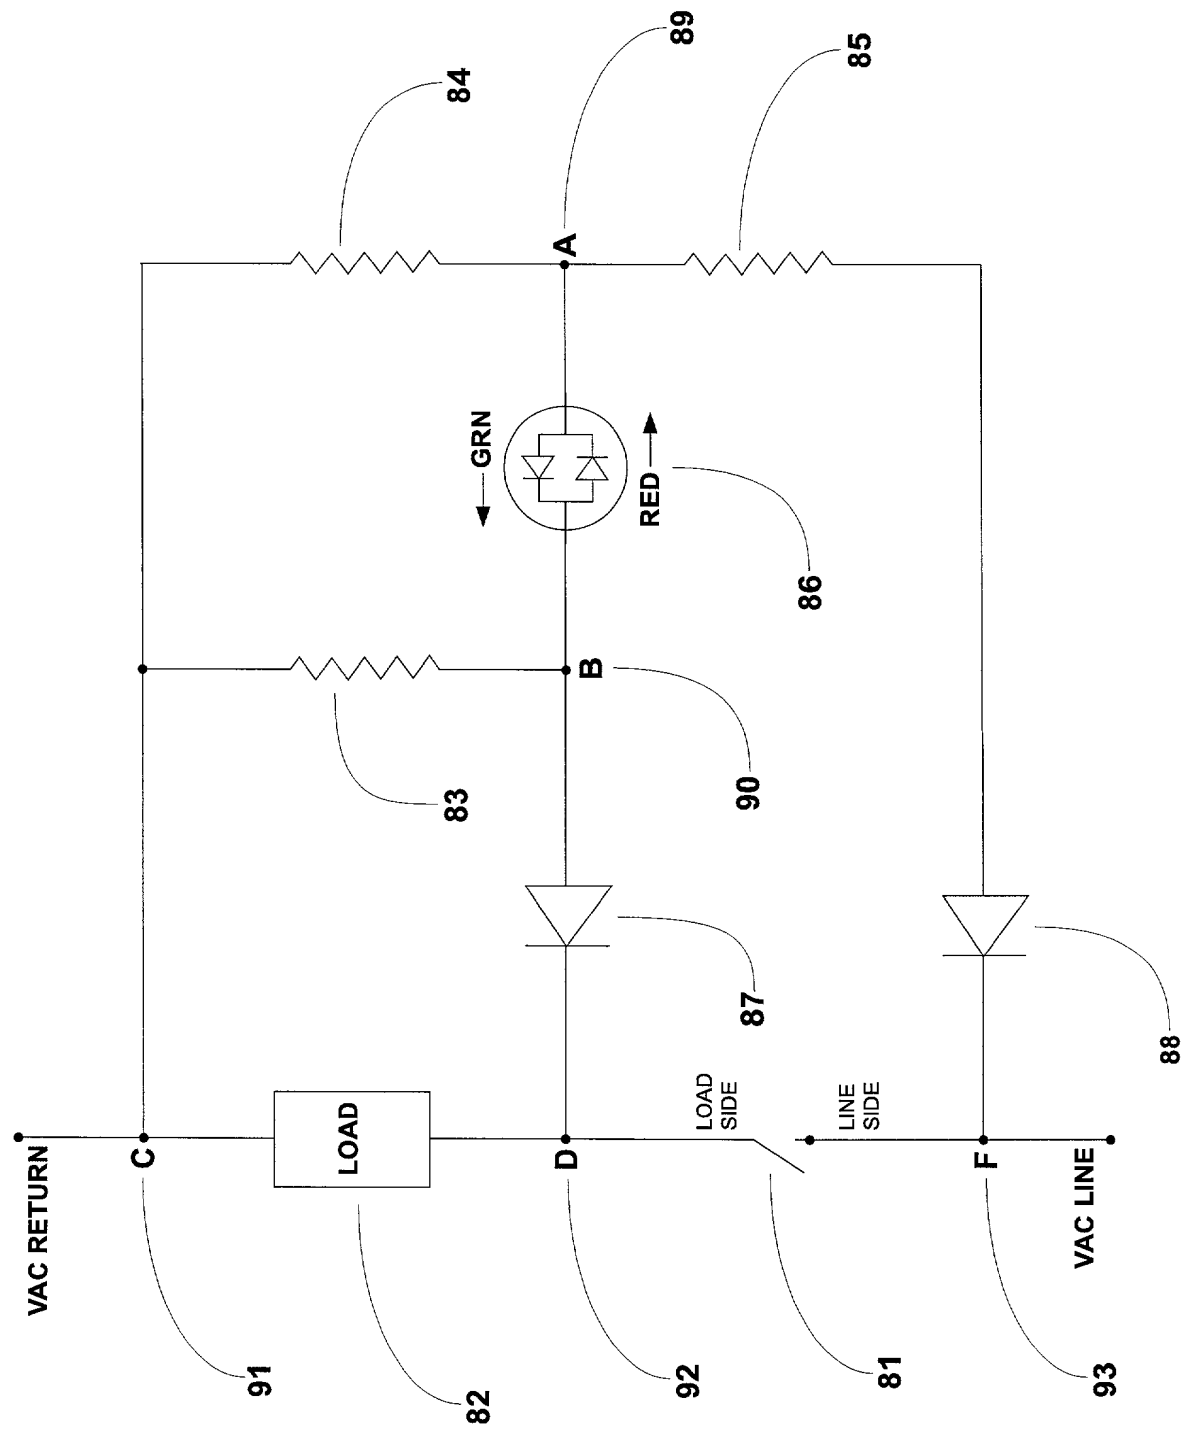 VAC RETURN
C
91
LOAD
82
D
92
LOAD
SIDE
81
LINE
SIDE
F
93
VAC LINE
83
B
90
87
88
84
A
89
85
GRN
RED
86